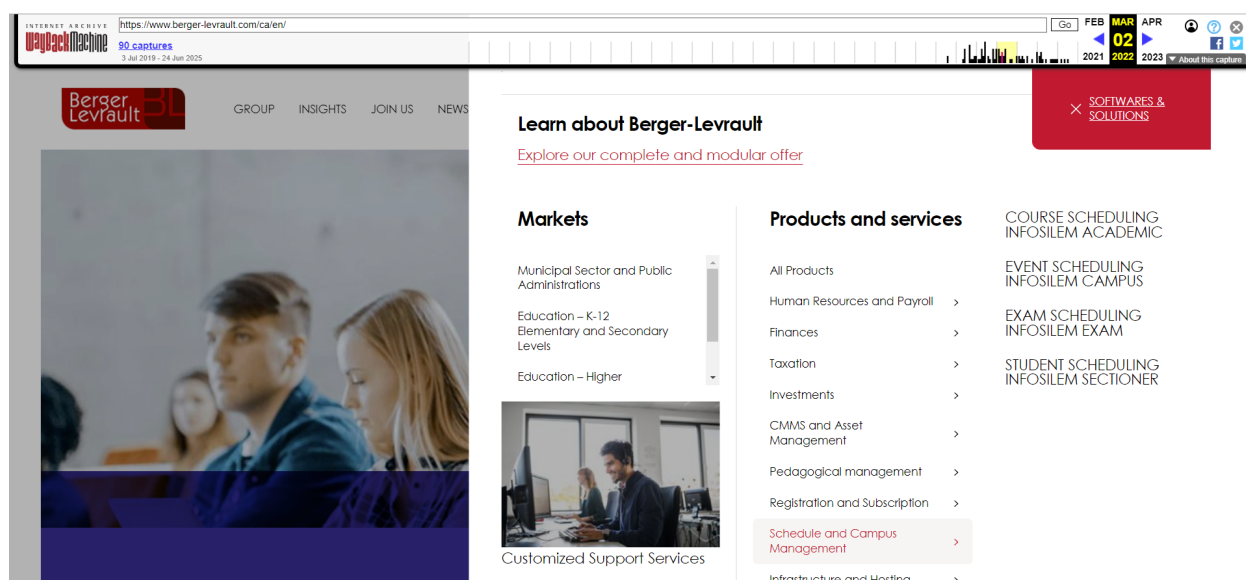 INTERNET ARCHIVE
WayBackMachine
https://www.berger-levrault.com/ca/en/
Go
FEB MAR APR
90 captures
02
3 Jul 2019 - 24 Jun 2025
2021 2022 2023
About this capture
Berger
Levrault
GROUP INSIGHTS JOIN US NEWS
SOFTWARES &
SOLUTIONS
Learn about Berger-Levrault
Explore our complete and modular offer
Markets
Municipal Sector and Public
Administrations
Education – K-12
Elementary and Secondary
Levels
Education – Higher
Customized Support Services
Products and services
All Products
Human Resources and Payroll
Finances
Taxation
Investments
CMMS and Asset
Management
Pedagogical management
Registration and Subscription
Schedule and Campus
Management
Infrastructure and Hosting
COURSE SCHEDULING
INFOSILEM ACADEMIC
EVENT SCHEDULING
INFOSILEM CAMPUS
EXAM SCHEDULING
INFOSILEM EXAM
STUDENT SCHEDULING
INFOSILEM SECTIONER